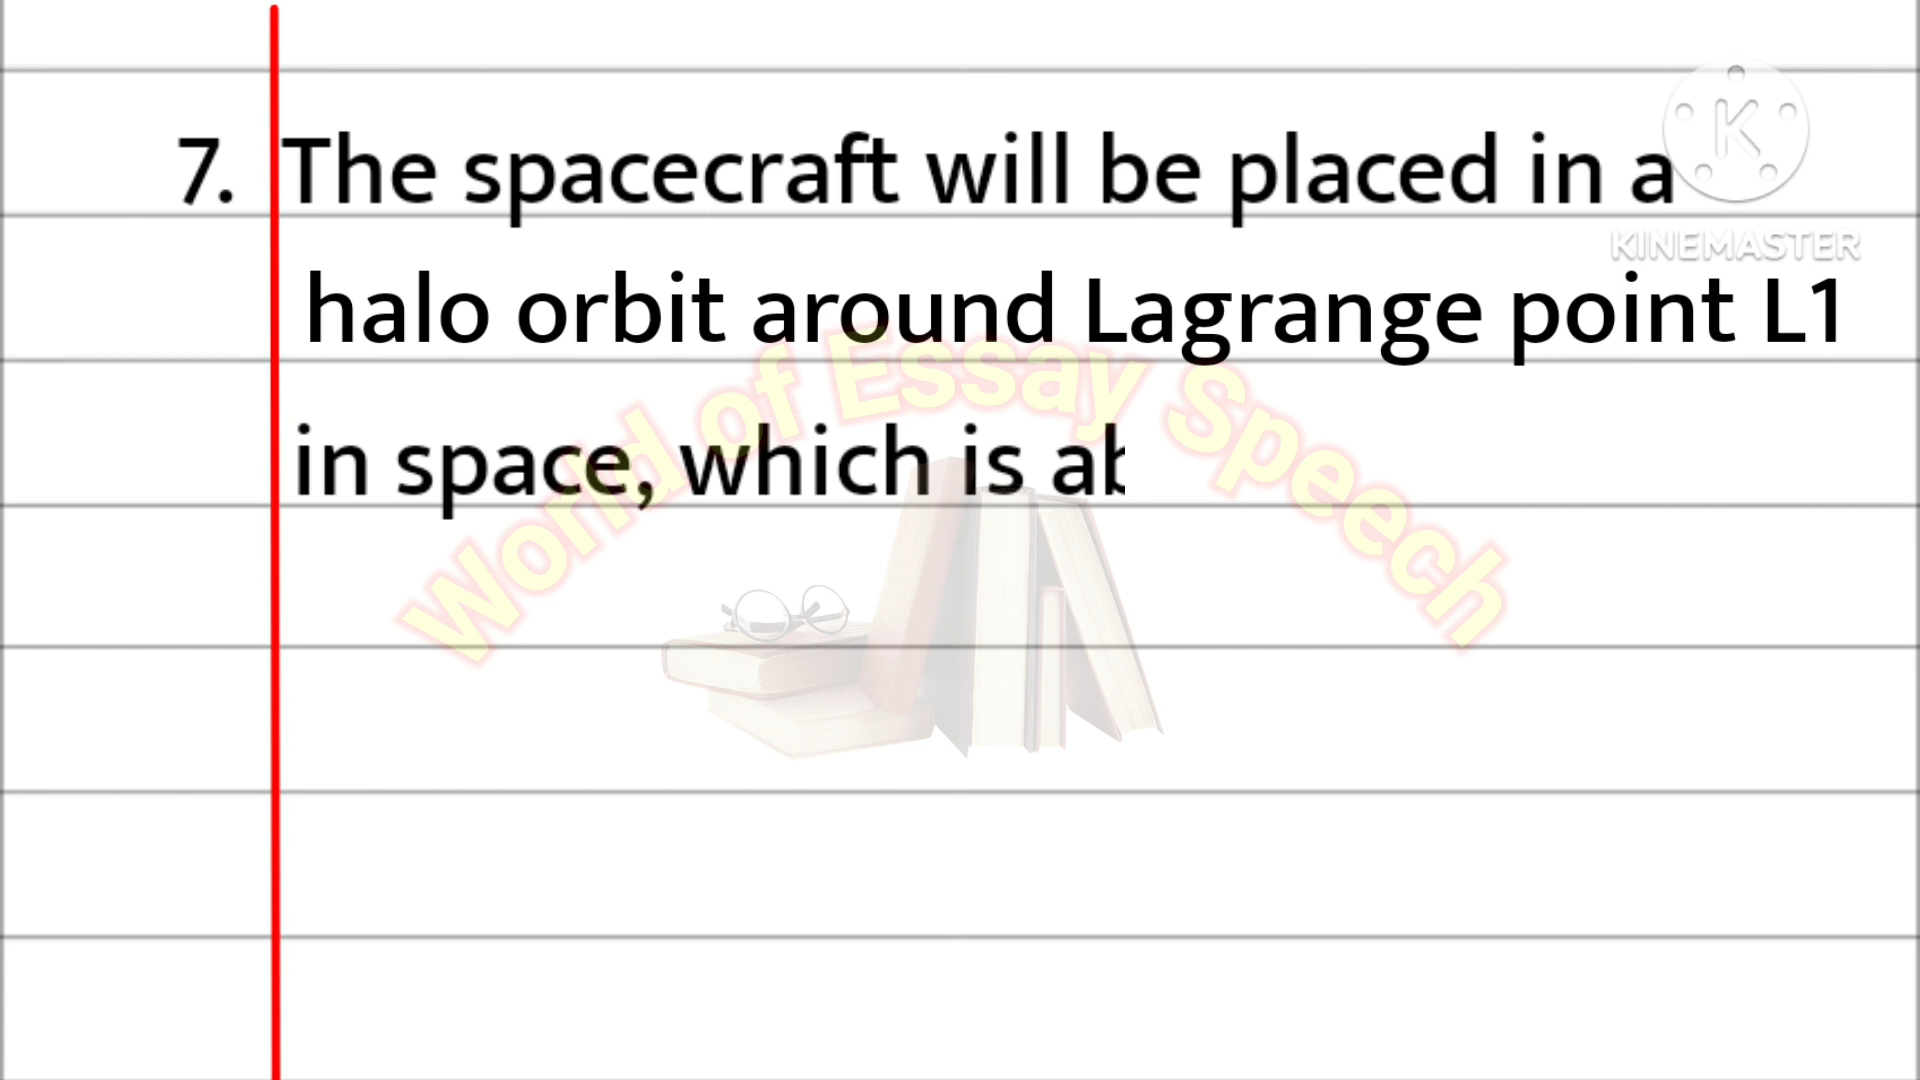 7. The spacecraft will be placed in a
halo orbit around Lagrange point L1
in space, which is
World of Essay Speech
K
KINEMASTER